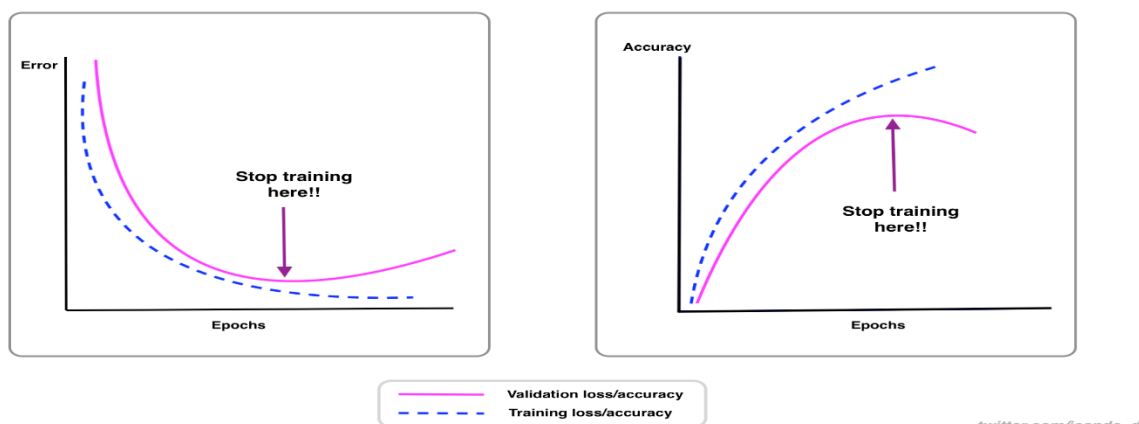 Error
Stop training
here!!
Epochs
Accuracy
Stop training
here!!
Epochs
Validation loss/accuracy
Training loss/accuracy